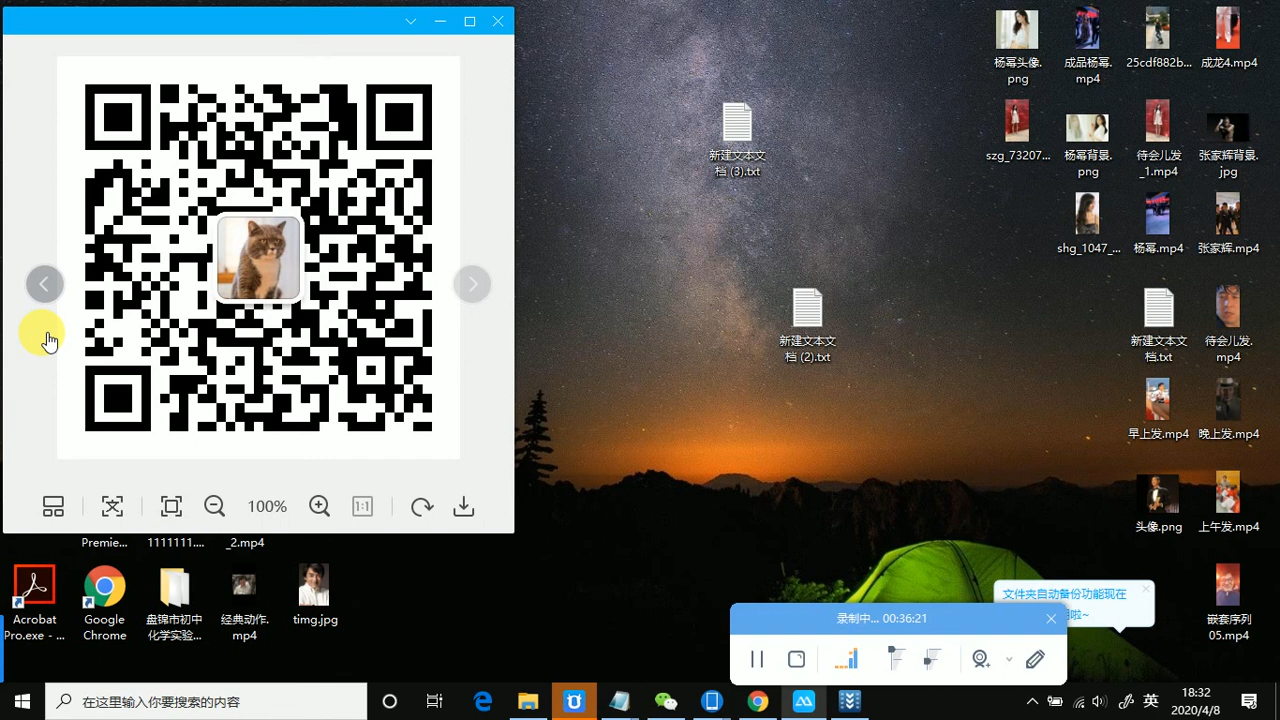 100%
1:1
Premie...
1111111....
_2.mp4
Acrobat
Pro.exe - ...
Google
Chrome
盘锦市初中
化学实验...
经典动作.
mp4
timg.jpg
新建文本文
档 (3).txt
新建文本文
档 (2).txt
杨幂头像.
png
成品杨幂.
mp4
25cdf882b...
成龙4.mp4
szg_73207...
杨幂背景.
png
待会儿发
_1.mp4
张家辉背景.
jpg
shg_1047_...
杨幂.mp4
张家辉.mp4
新建文本文
档.txt
待会儿发.
mp4
早上发.mp4
晚上发.mp4
头像.png
上午发.mp4
嵌套序列
05.mp4
文件夹自动备份功能现在
啦~
录制中... 00:36:21
在这里输入你要搜索的内容
英
18:32
2020/4/8